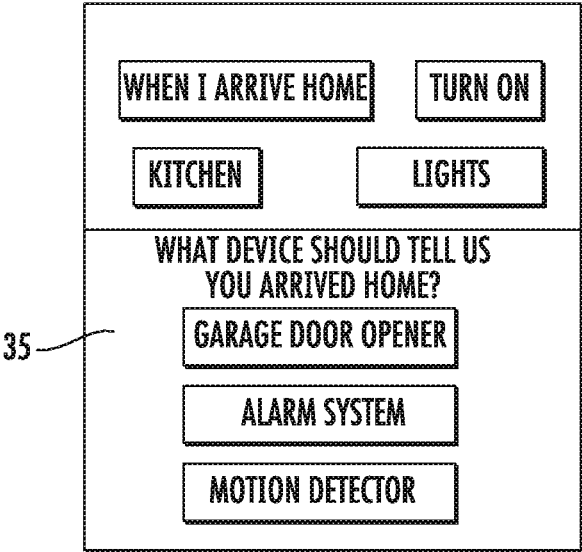 WHEN I ARRIVE HOME
TURN ON
KITCHEN
LIGHTS
WHAT DEVICE SHOULD TELL US
YOU ARRIVED HOME?
35
GARAGE DOOR OPENER
ALARM SYSTEM
MOTION DETECTOR